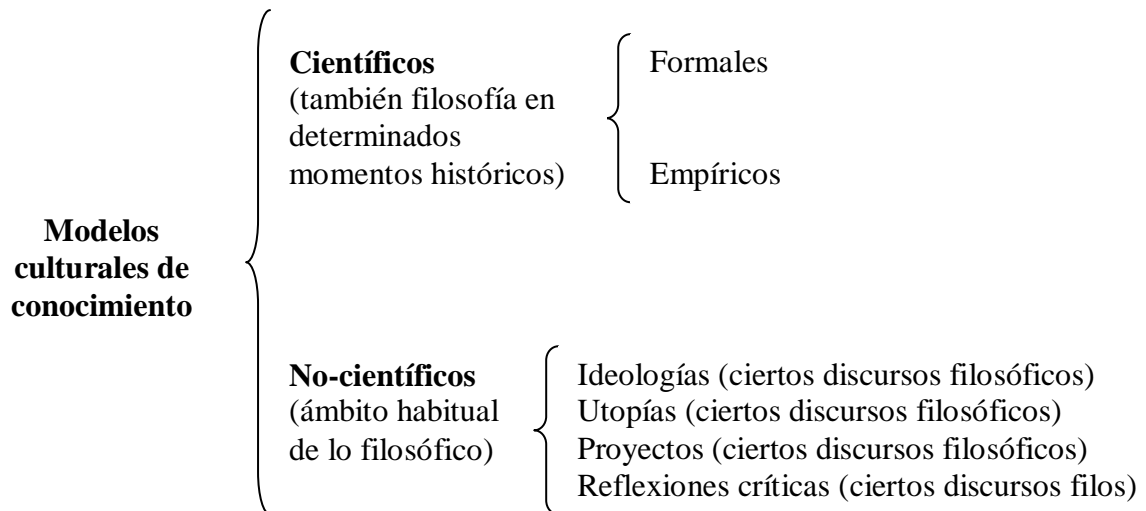 Modelos
culturales de
conocimiento
Científicos
(también filosofía en
determinados
momentos históricos)
Formales
Empíricos
No-científicos
(ámbito habitual
de lo filosófico)
Ideologías (ciertos discursos filosóficos)
Utopías (ciertos discursos filosóficos)
Proyectos (ciertos discursos filosóficos)
Reflexiones críticas (ciertos discursos filos)